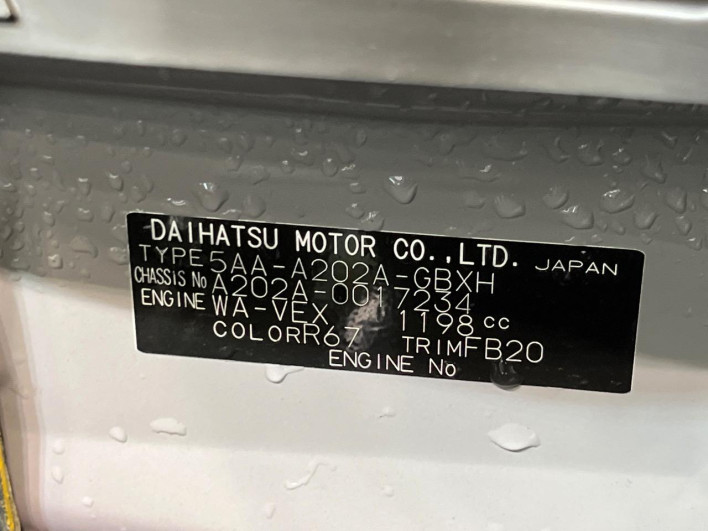 DAIHATSU MOTOR CO.,LTD. JAPAN
TYPE 5AA-A202A-GBXH
CHASSIS No A202A-0017234
ENGINE WA-VEX 1198 cc
COLOR R67 TRIM FB20
ENGINE No